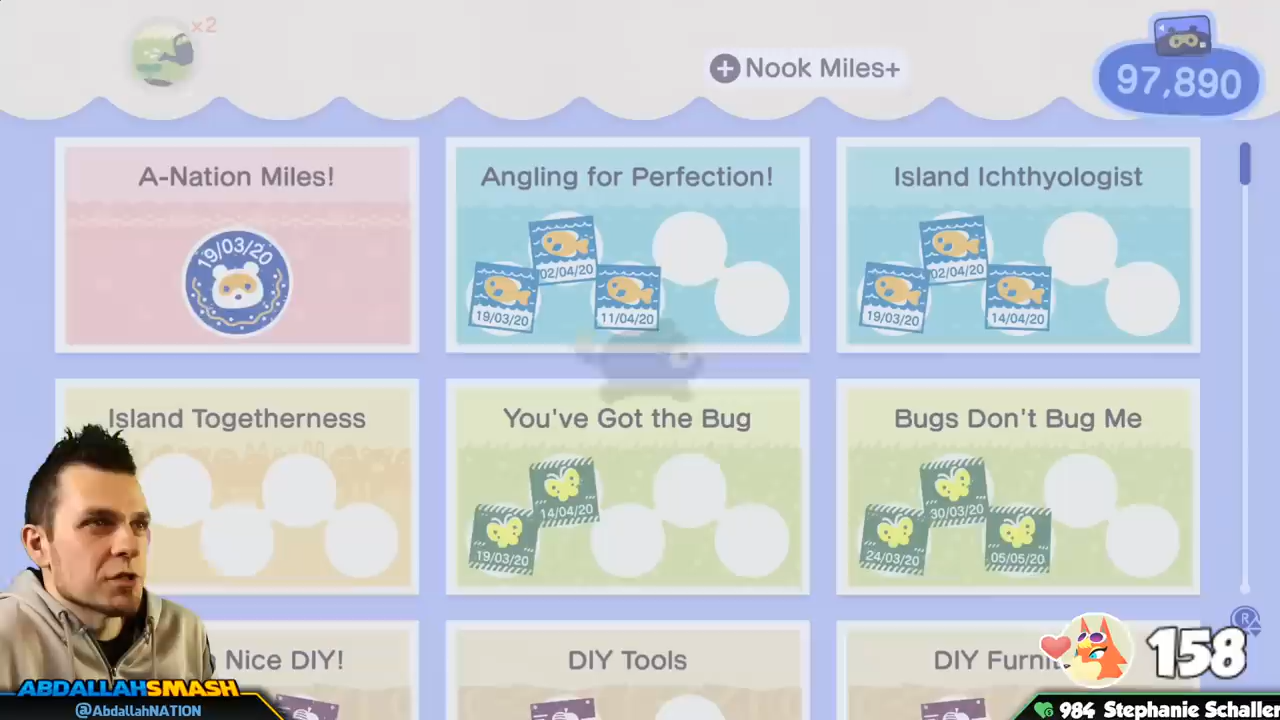 ×2
Nook Miles+
97,890
A-Nation Miles!
19/03/20
Angling for Perfection!
19/03/20
02/04/20
11/04/20
Island Ichthyologist
19/03/20
02/04/20
14/04/20
Island Togetherness
You've Got the Bug
19/03/20
14/04/20
Bugs Don't Bug Me
24/03/20
30/03/20
05/05/20
Nice DIY!
DIY Tools
DIY Furnit
R
158
ABDALLAHSMASH
@AbdallahNATION
984 Stephanie Schaller